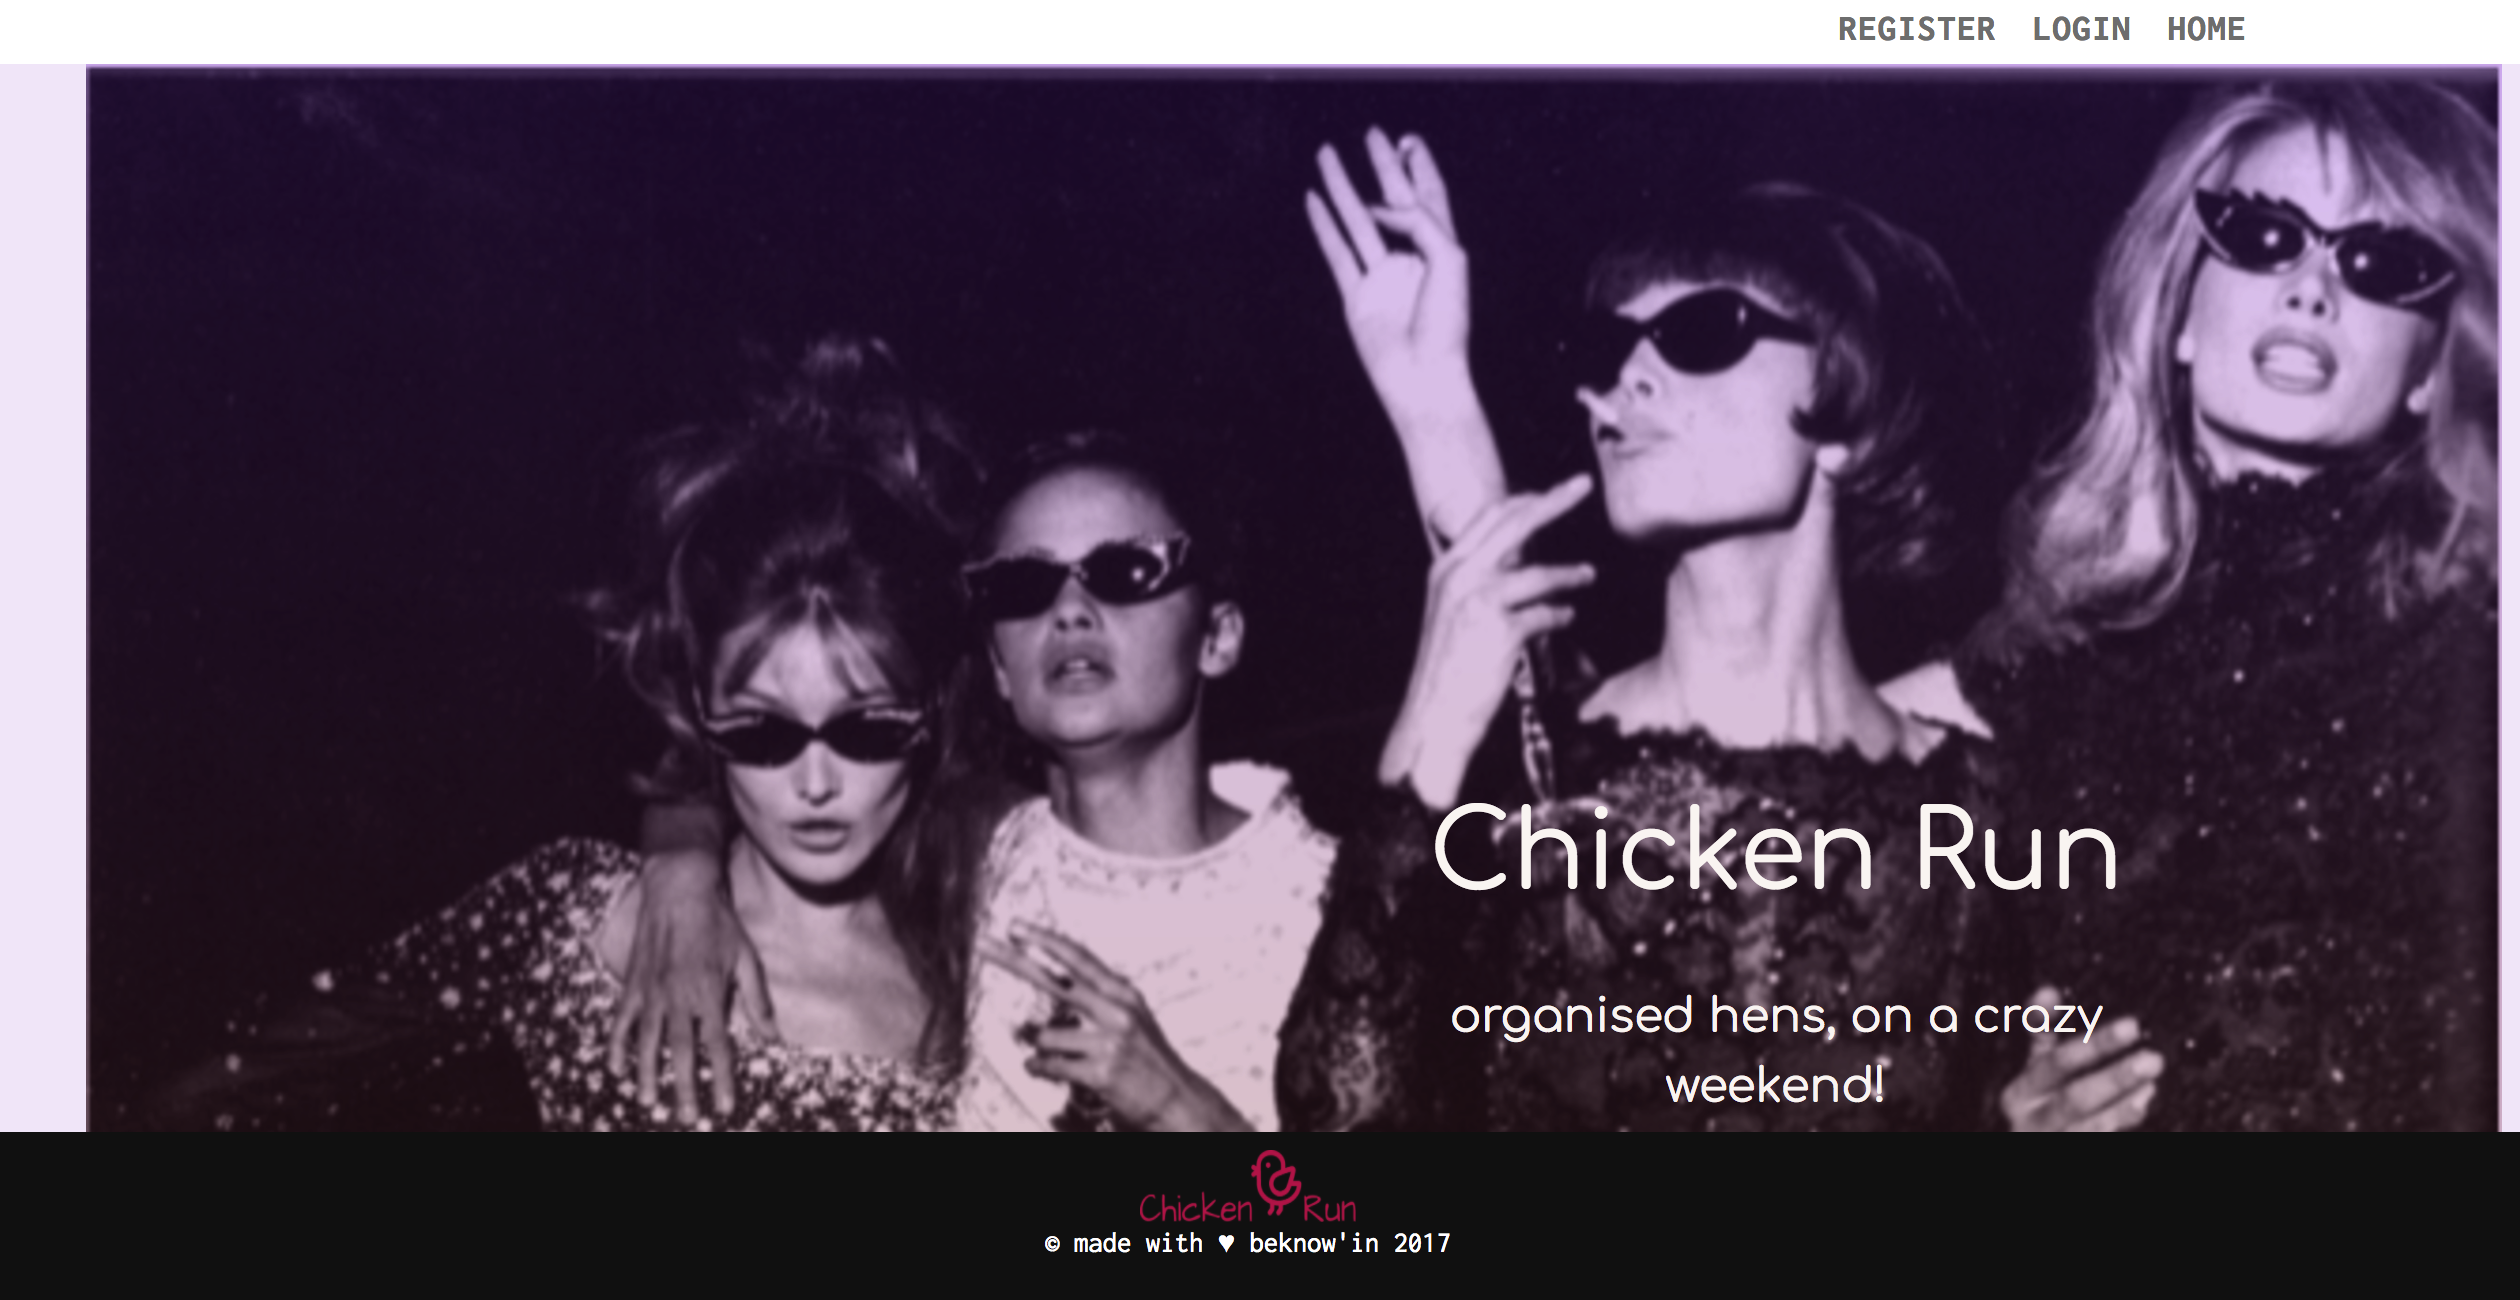 REGISTER LOGIN HOME
Chicken Run
organised hens, on a crazy
weekend!
Chicken Run
© made with ♥ beknow'in 2017